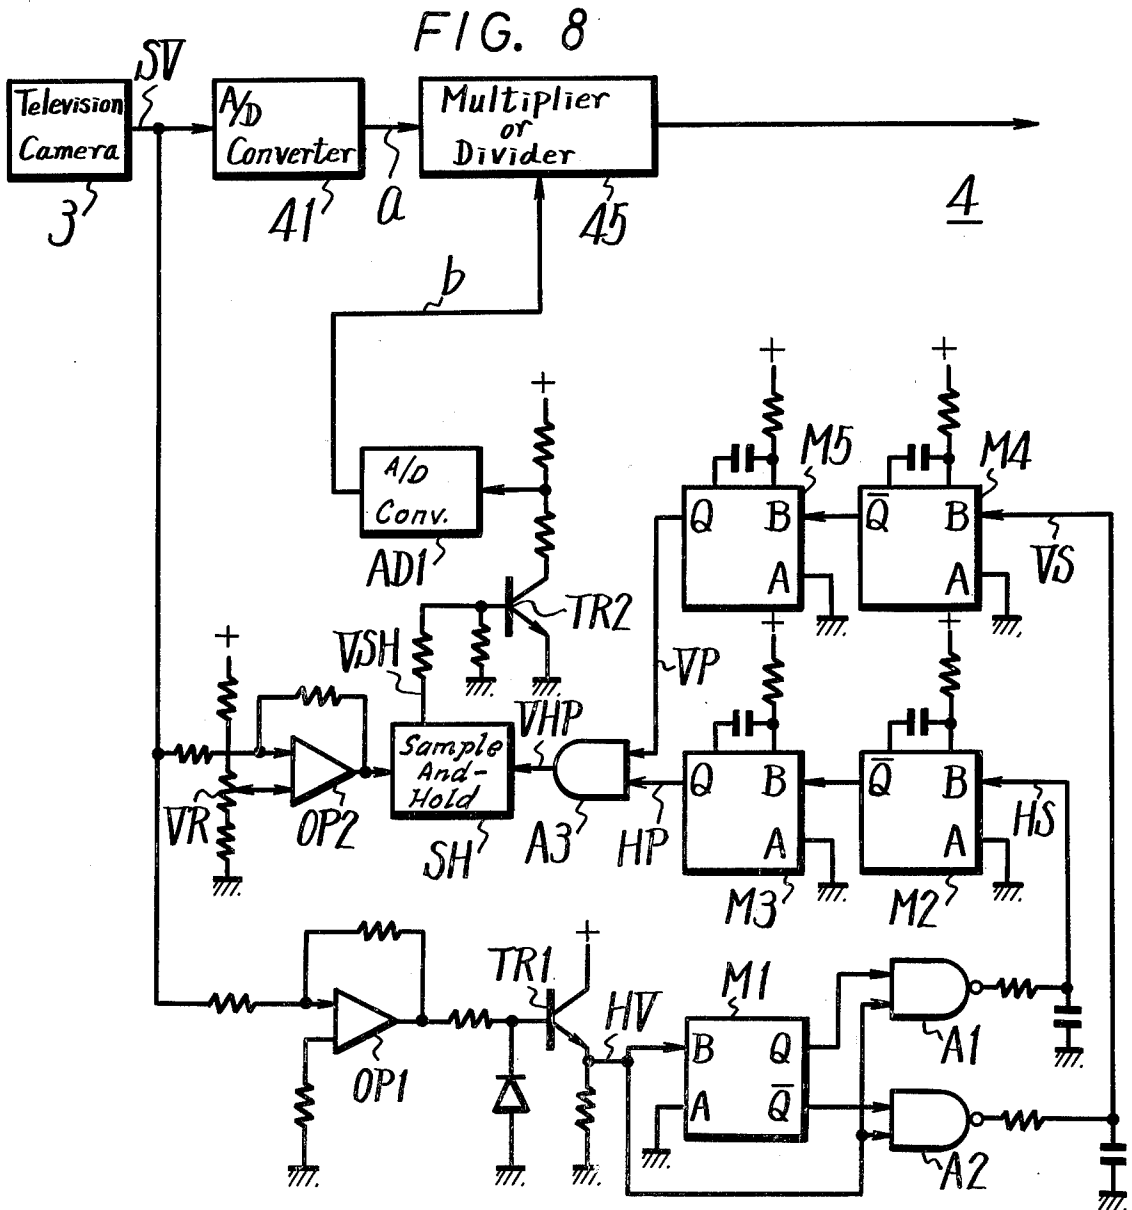 FIG. 8
SV
Television
Camera
3
A/D
Converter
41
a
Multiplier
or
Divider
45
4
b
+
A/D
Conv.
AD1
TR2
+
M5
Q
B
A
+
M4
Q̅
B
A
VS
VP
+
VR
OP2
VSH
Sample
And-
Hold
SH
VHP
A3
HP
+
Q
B
A
M3
+
Q̅
B
A
M2
HS
OP1
TR1
+
HV
M1
B
Q
A
Q̅
A1
A2